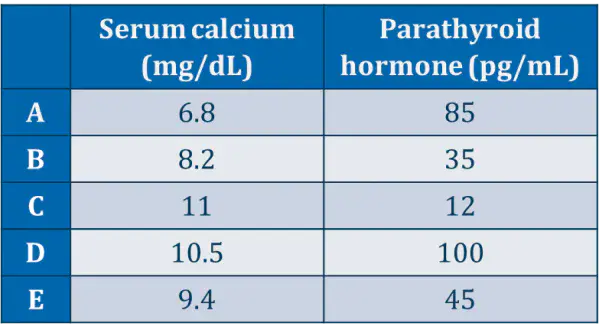 Serum calcium (mg/dL) Parathyroid hormone (pg/mL)
A 6.8 85
B 8.2 35
C 11 12
D 10.5 100
E 9.4 45